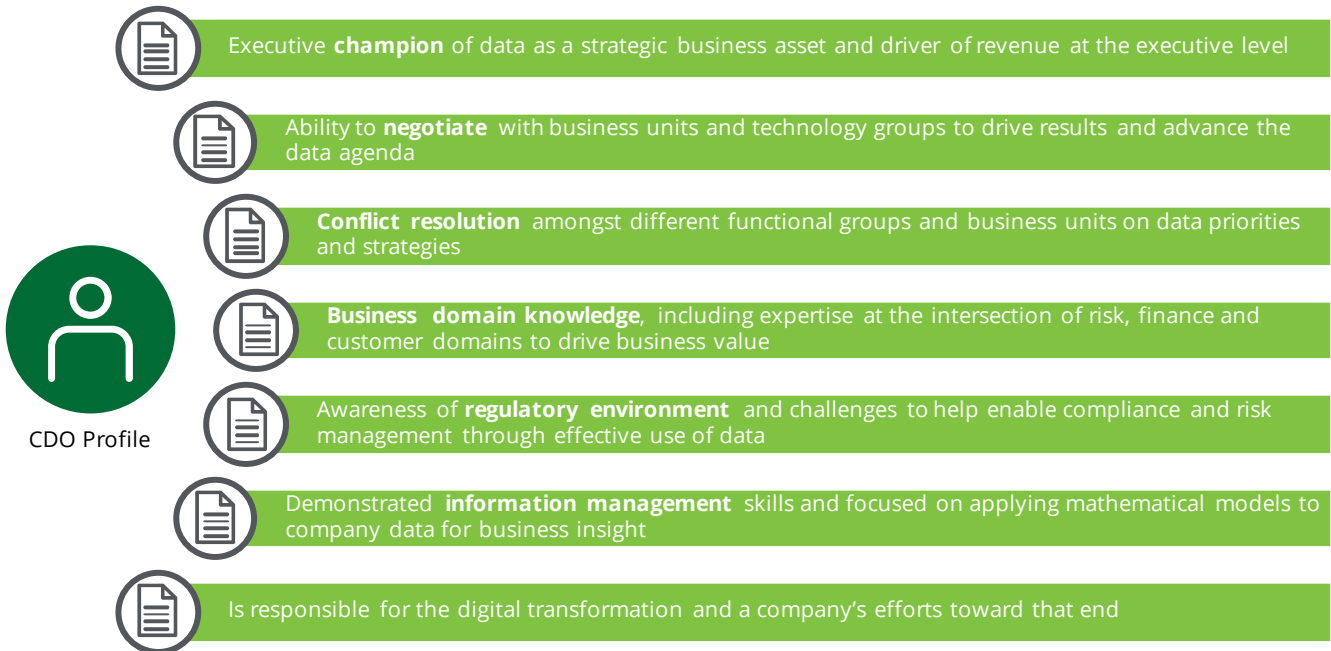 Executive champion of data as a strategic business asset and driver of revenue at the executive level
Ability to negotiate with business units and technology groups to drive results and advance the
data agenda
Conflict resolution amongst different functional groups and business units on data priorities
and strategies
Business domain knowledge, including expertise at the intersection of risk, finance and
customer domains to drive business value
Awareness of regulatory environment and challenges to help enable compliance and risk
management through effective use of data
CDO Profile
Demonstrated information management skills and focused on applying mathematical models to
company data for business insight
Is responsible for the digital transformation and a company’s efforts toward that end